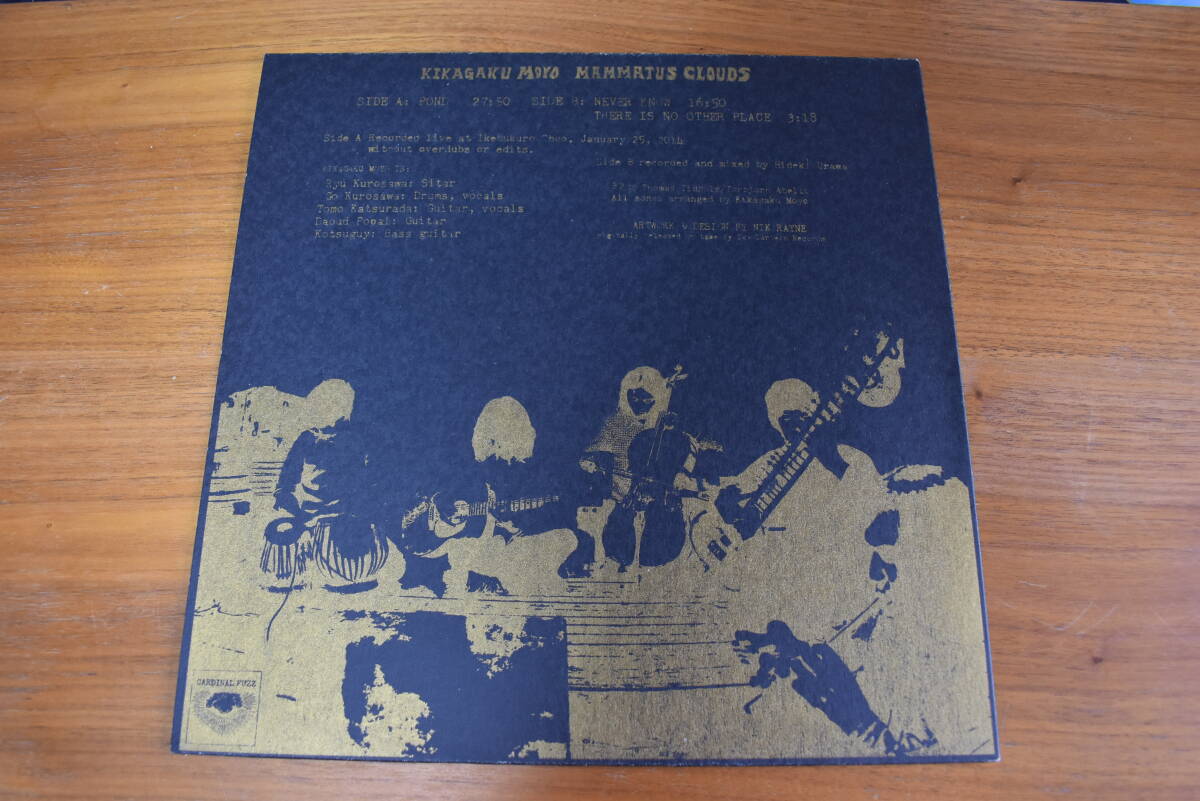 KIKAGAKU MOYO MAMMATUS CLOUDS
SIDE A: POND 27:50 SIDE B: NEVER KNOW 16:50
THERE IS NO OTHER PLACE 3:18
Side A Recorded live at Ikebukuro January 25, 
without overdubs or edits.
Side B recorded and mixed by Hideki Urawa
KIKAGAKU MOYO IS:
Ryu Kurosawa: Sitar
Go Kurosawa: Drums, vocals
Tomo Katsurada: Guitar, vocals
Daoud Popal: Guitar
Kotsuguy: Bass guitar
All songs arranged by Kikagaku Moyo
ARTWORK & DESIGN BY NIK RAYNE
CARDINAL FUZZ